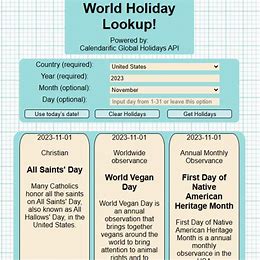 World Holiday
Lookup!
Powered by:
Calendarific Global Holidays API
Country (required):
United States
Year (required):
2023
Month (optional):
November
Day (optional):
Input day from 1-31 or leave this option
Use today's date!
Clear Holidays
Get Holidays
2023-11-01
Christian
All Saints' Day
Many Catholics
honor all the saints
on All Saints' Day,
also known as All
Hallows' Day, in
the United States.
2023-11-01
Worldwide
observance
World Vegan
Day
World Vegan Day is
an annual
observation that
brings together
vegans around the
world to bring
attention to animal
rights and to
2023-11-01
Annual Monthly
Observance
First Day of
Native
American
Heritage Month
First Day of Native
American Heritage
Month is a annual
monthly
observance in the